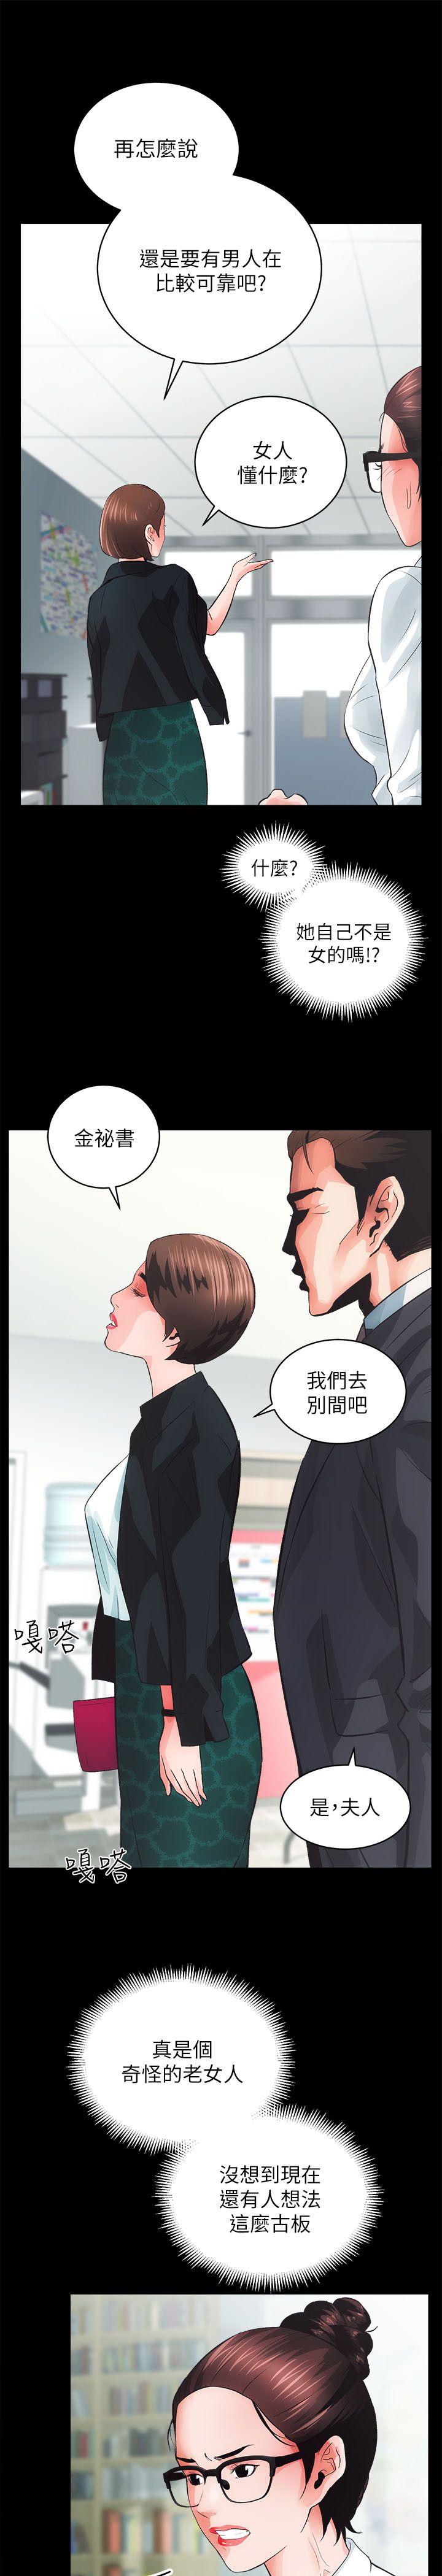 再怎麼說
還是要有男人在
比較可靠吧?
女人
懂什麼?
什麼?
她自己不是
女的嗎!?
金祕書
我們去
別間吧
嘎嗒
是,夫人
嘎嗒
真是個
奇怪的老女人
沒想到現在
還有人想法
這麼古板